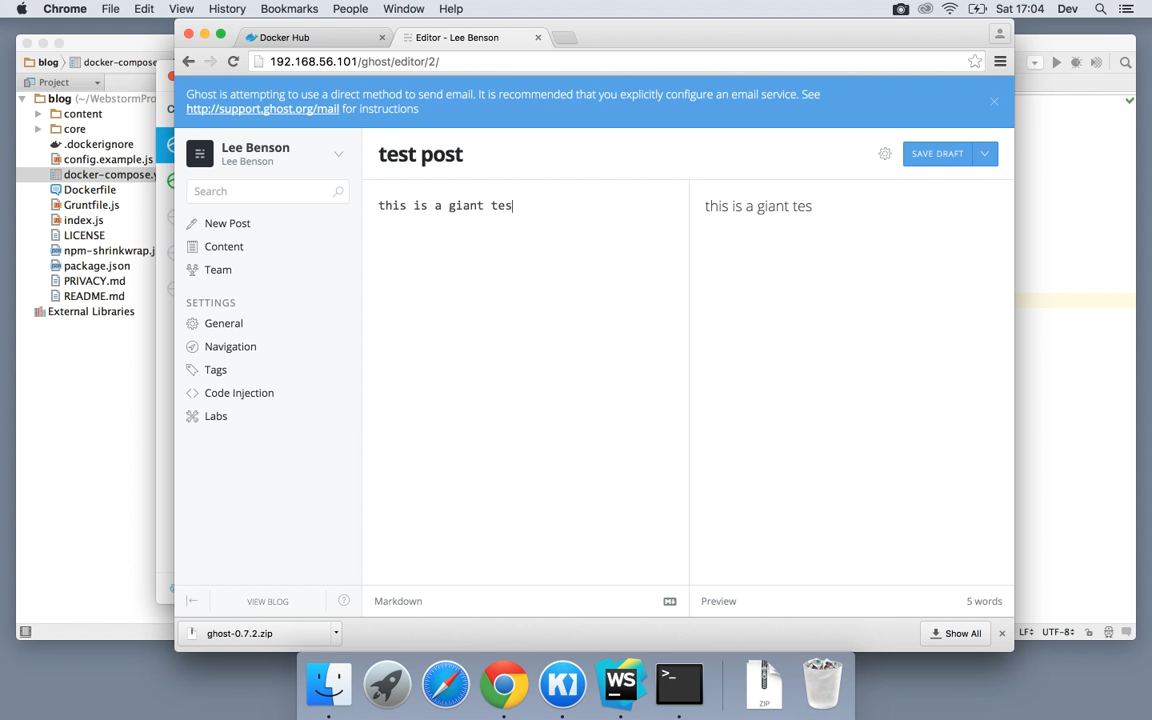 Chrome File Edit View History Bookmarks People Window Help Sat 17:04 Dev
Docker Hub
Editor - Lee Benson
192.168.56.101/ghost/editor/2/
blog
docker-compose
Project
blog (~/WebstormPro
content
core
.dockerignore
config.example.js
docker-compose.y
Dockerfile
Gruntfile.js
index.js
LICENSE
npm-shrinkwrap.j
package.json
PRIVACY.md
README.md
External Libraries
Ghost is attempting to use a direct method to send email. It is recommended that you explicitly configure an email service. See
http://support.ghost.org/mail for instructions
Lee Benson
Lee Benson
Search
New Post
Content
Team
SETTINGS
General
Navigation
Tags
Code Injection
Labs
VIEW BLOG
?
test post
SAVE DRAFT
this is a giant tes
this is a giant tes
Markdown
Preview
5 words
ghost-0.7.2.zip
Show All
LF÷ UTF-8÷
WS
>_
ZIP